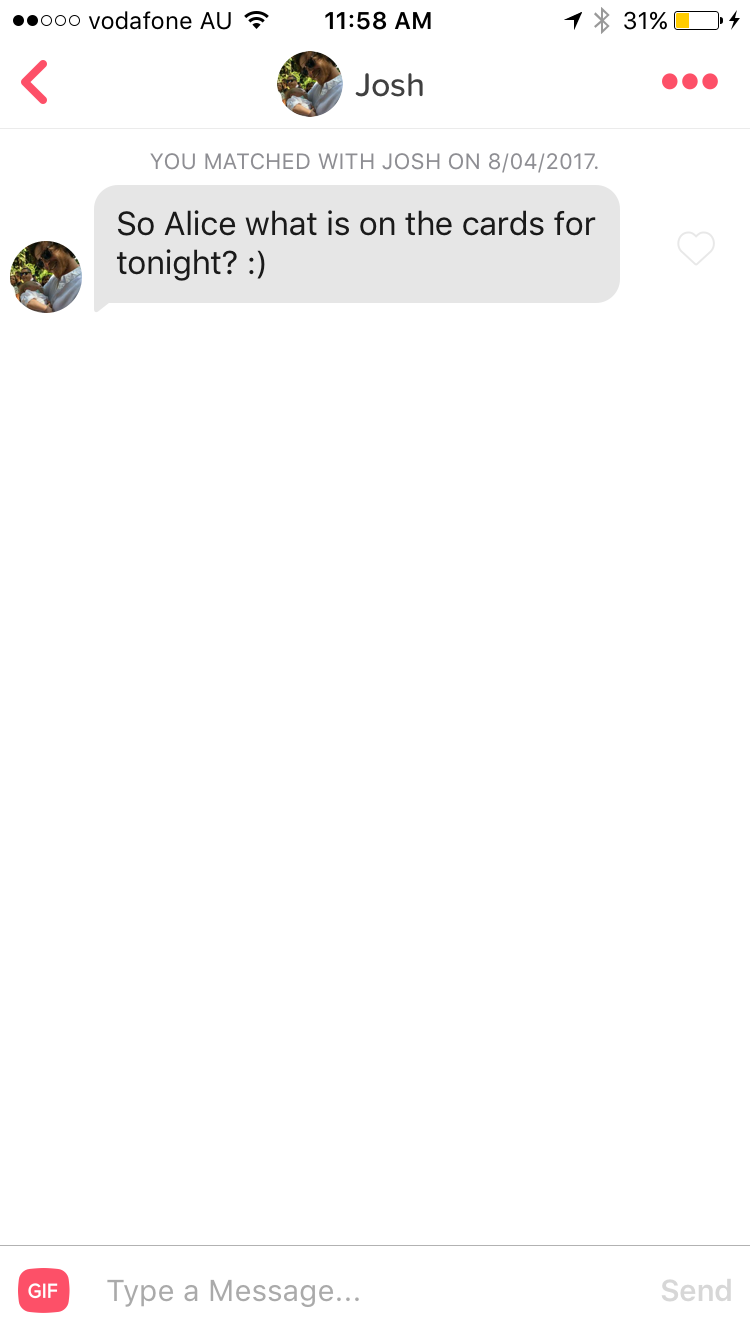 vodafone AU 11:58 AM 31%
Josh
YOU MATCHED WITH JOSH ON 8/04/2017.
So Alice what is on the cards for
tonight? :)
GIF Type a Message... Send